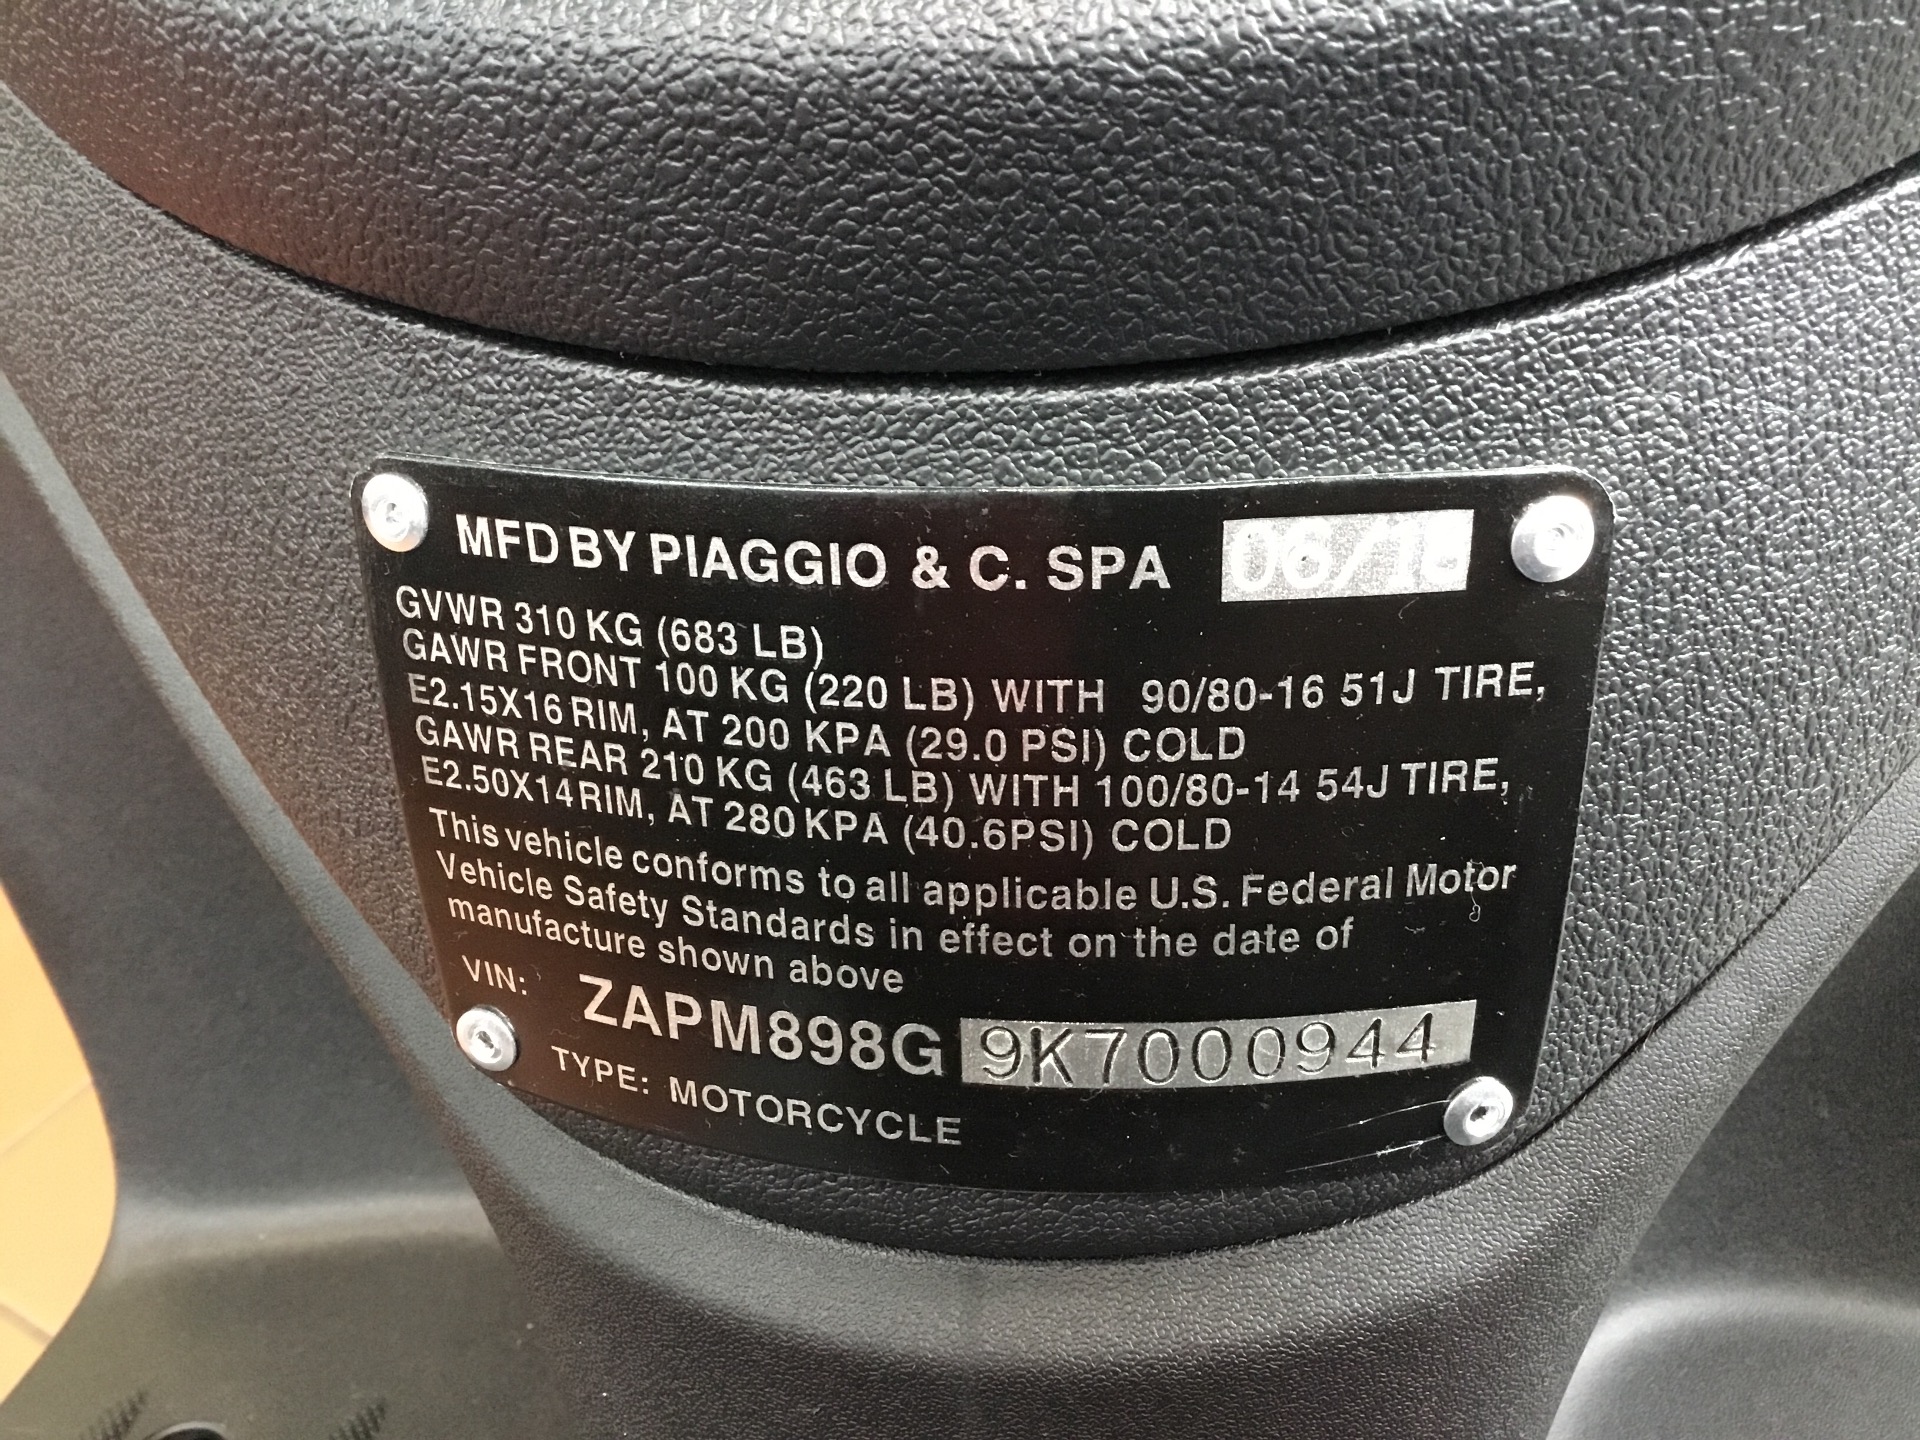 MFD BY PIAGGIO & C. SPA
GVWR 310 KG (683 LB)
GAWR FRONT 100 KG (220 LB) WITH 90/80-16 51J TIRE,
E2.15X16 RIM, AT 200 KPA (29.0 PSI) COLD
GAWR REAR 210 KG (463 LB) WITH 100/80-14 54J TIRE,
E2.50X14 RIM, AT 280 KPA (40.6PSI) COLD
This vehicle conforms to all applicable U.S. Federal Motor
Vehicle Safety Standards in effect on the date of
manufacture shown above
VIN: ZAPM898G9K7000944
TYPE: MOTORCYCLE